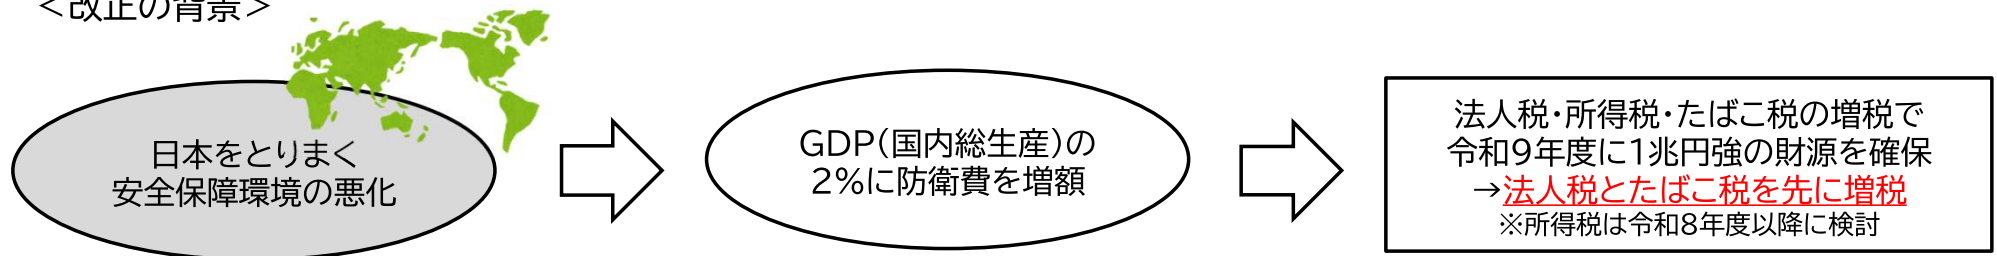 ＜改正の背景＞
日本をとりまく
安全保障環境の悪化
GDP（国内総生産）の
2％に防衛費を増額
法人税・所得税・たばこ税の増税で
令和9年度に1兆円強の財源を確保
→法人税とたばこ税を先に増税
※所得税は令和8年度以降に検討